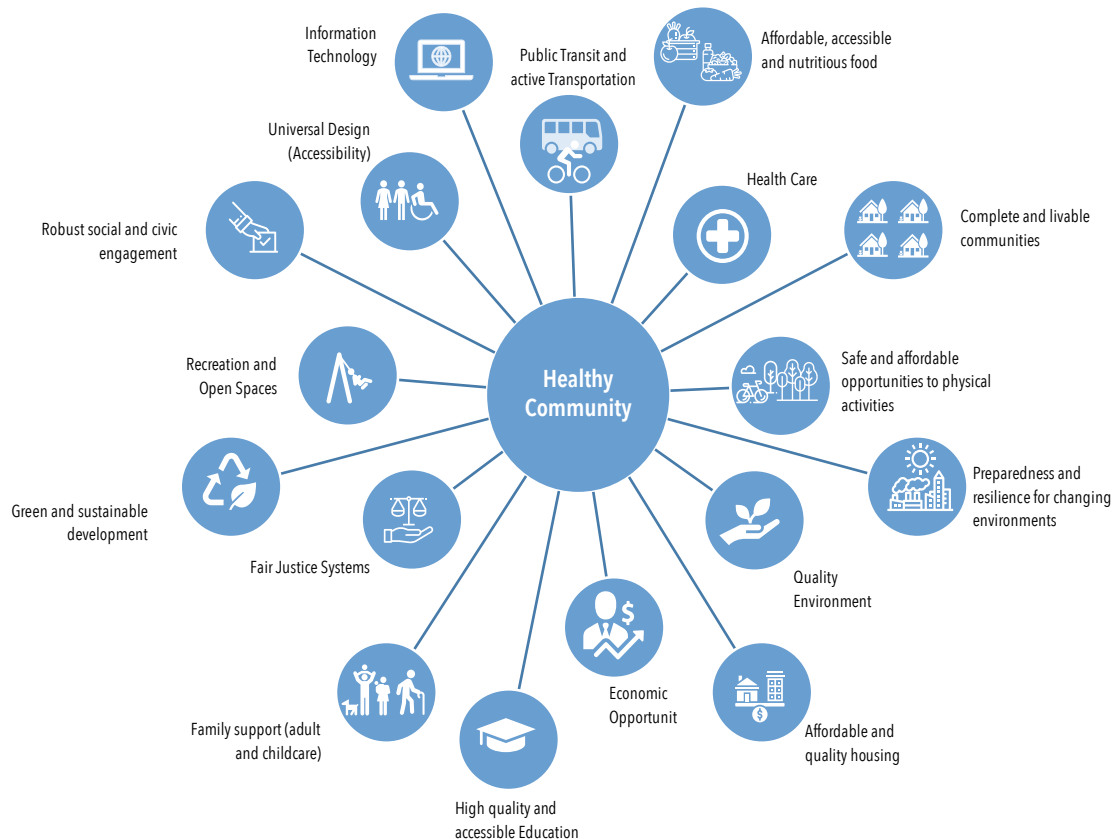 Information
Technology
Public Transit and
active Transportation
Affordable, accessible
and nutritious food
Universal Design
(Accessibility)
Health Care
Robust social and civic
engagement
Complete and livable
communities
Recreation and
Open Spaces
Healthy
Community
Safe and affordable
opportunities to physical
activities
Green and sustainable
development
Preparedness and
resilience for changing
environments
Fair Justice Systems
Quality
Environment
$
Family support (adult
and childcare)
Economic
Opportunit
$
Affordable and
quality housing
High quality and
accessible Education